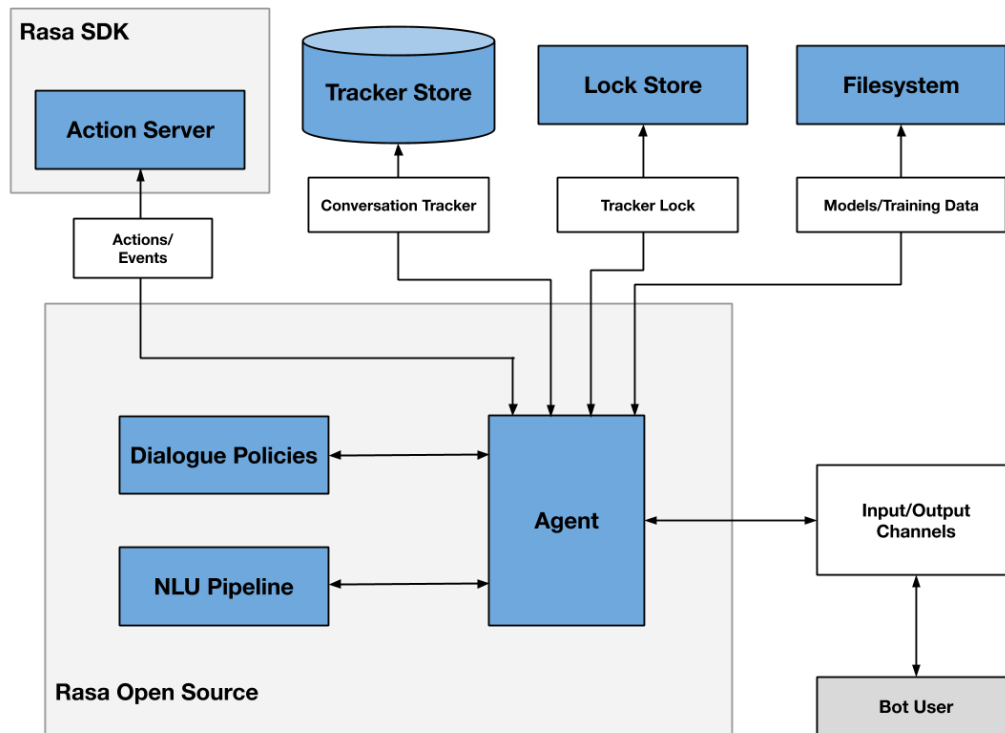 Rasa SDK
Action Server
Tracker Store
Lock Store
Filesystem
Conversation Tracker
Tracker Lock
Models/Training Data
Actions/
Events
Dialogue Policies
NLU Pipeline
Agent
Input/Output
Channels
Rasa Open Source
Bot User